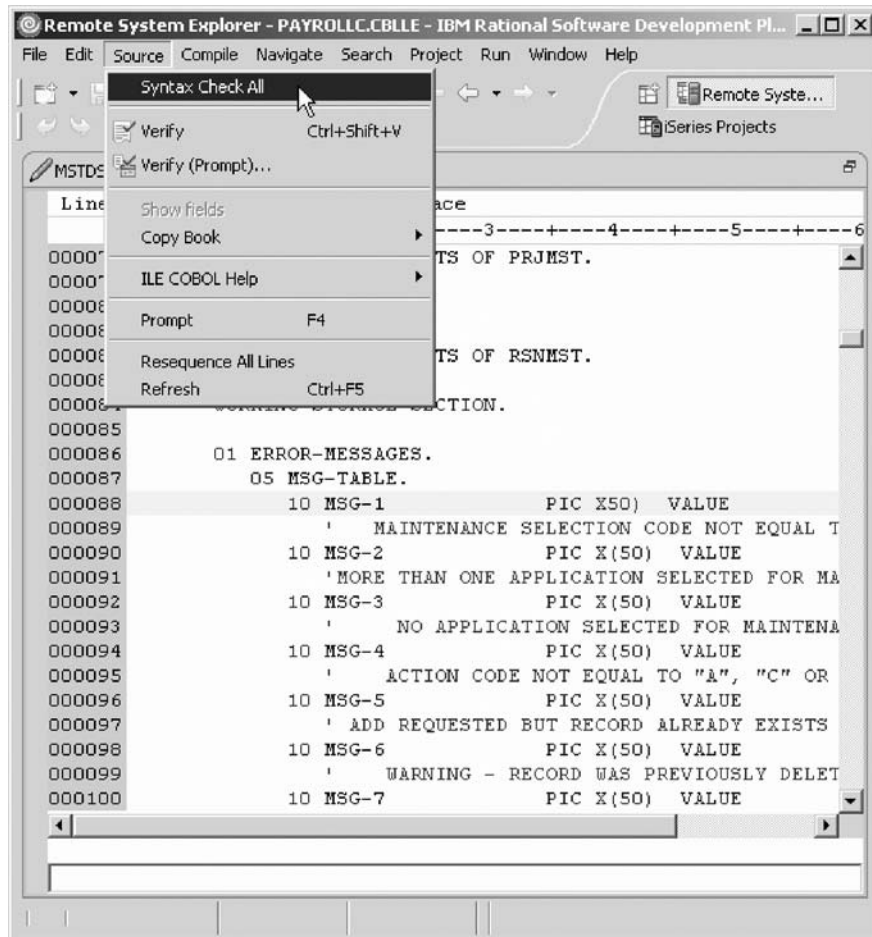 Remote System Explorer - PAYROLLC.CBLLE - IBM Rational Software Development Pl...
File Edit Source Compile Navigate Search Project Run Window Help
Syntax Check All
Remote Syste...
Verify Ctrl+Shift+V
iSeries Projects
MSTDS
Verify (Prompt)...
Line
Show fields
Copy Book
ILE COBOL Help
Prompt F4
Resequence All Lines
Refresh Ctrl+F5
----3----+----4----+----5----+----6
TS OF PRJMST.
TS OF RSNMST.
000085
000086 01 ERROR-MESSAGES.
000087 05 MSG-TABLE.
000088 10 MSG-1 PIC X50) VALUE
000089 ' MAINTENANCE SELECTION CODE NOT EQUAL T
000090 10 MSG-2 PIC X(50) VALUE
000091 'MORE THAN ONE APPLICATION SELECTED FOR MA
000092 10 MSG-3 PIC X(50) VALUE
000093 ' NO APPLICATION SELECTED FOR MAINTENA
000094 10 MSG-4 PIC X(50) VALUE
000095 ' ACTION CODE NOT EQUAL TO "A", "C" OR
000096 10 MSG-5 PIC X(50) VALUE
000097 ' ADD REQUESTED BUT RECORD ALREADY EXISTS
000098 10 MSG-6 PIC X(50) VALUE
000099 ' WARNING - RECORD WAS PREVIOUSLY DELET
000100 10 MSG-7 PIC X(50) VALUE